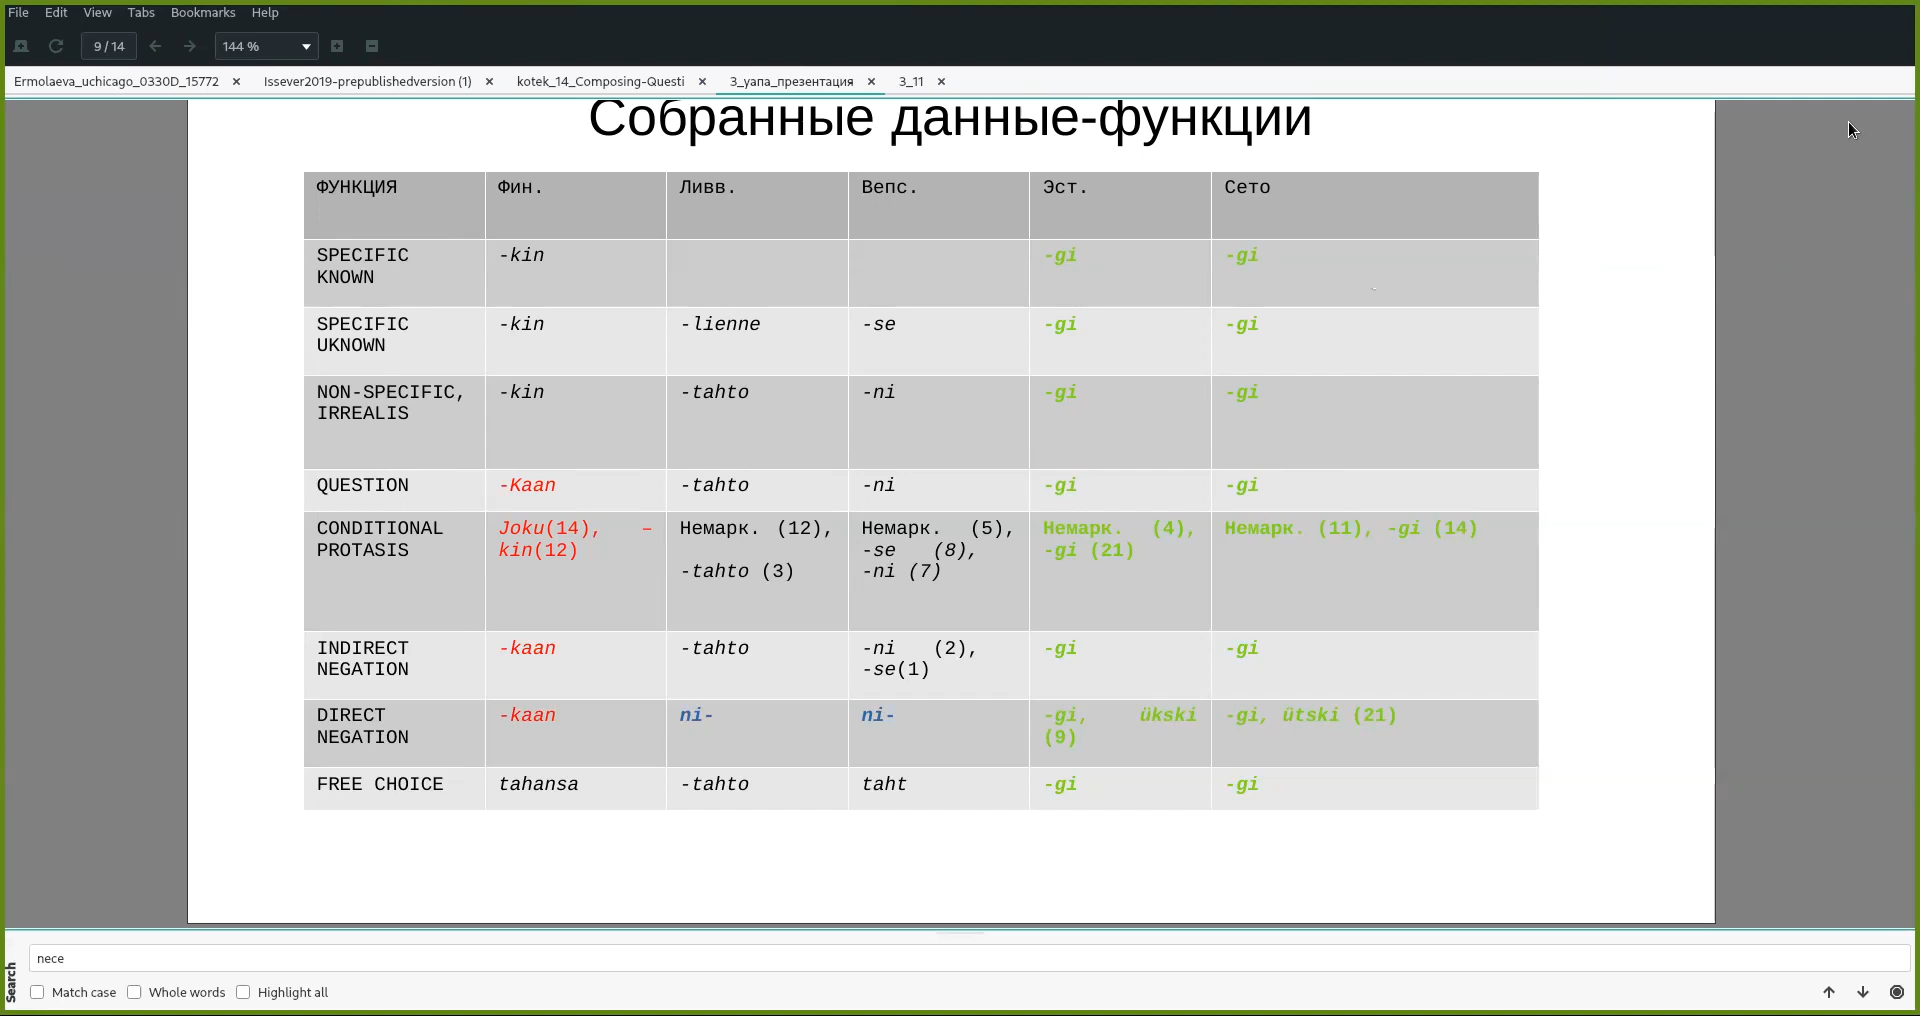 File Edit View Tabs Bookmarks Help
9 / 14 144 %
Ermolaeva_uchicago_0330D_15772 Issever2019-prepublishedversion (1) kotek_14_Composing-Questi 3_уапа_презентация 3_11
Собранные данные-функции
ФУНКЦИЯ Фин. Ливв. Вепс. Эст. Сето
SPECIFIC KNOWN -kin -gi -gi
SPECIFIC UKNOWN -kin -lienne -se -gi -gi
NON-SPECIFIC, IRREALIS -kin -tahto -ni -gi -gi
QUESTION -Kaan -tahto -ni -gi -gi
CONDITIONAL PROTASIS Joku(14), –kin(12) Немарк. (12), -tahto (3) Немарк. (5), -se (8), -ni (7) Немарк. (4), -gi (21) Немарк. (11), -gi (14)
INDIRECT NEGATION -kaan -tahto -ni (2), -se(1) -gi -gi
DIRECT NEGATION -kaan ni- ni- -gi, ükski (9) -gi, ütski (21)
FREE CHOICE tahansa -tahto taht -gi -gi
Search
nece
Match case Whole words Highlight all